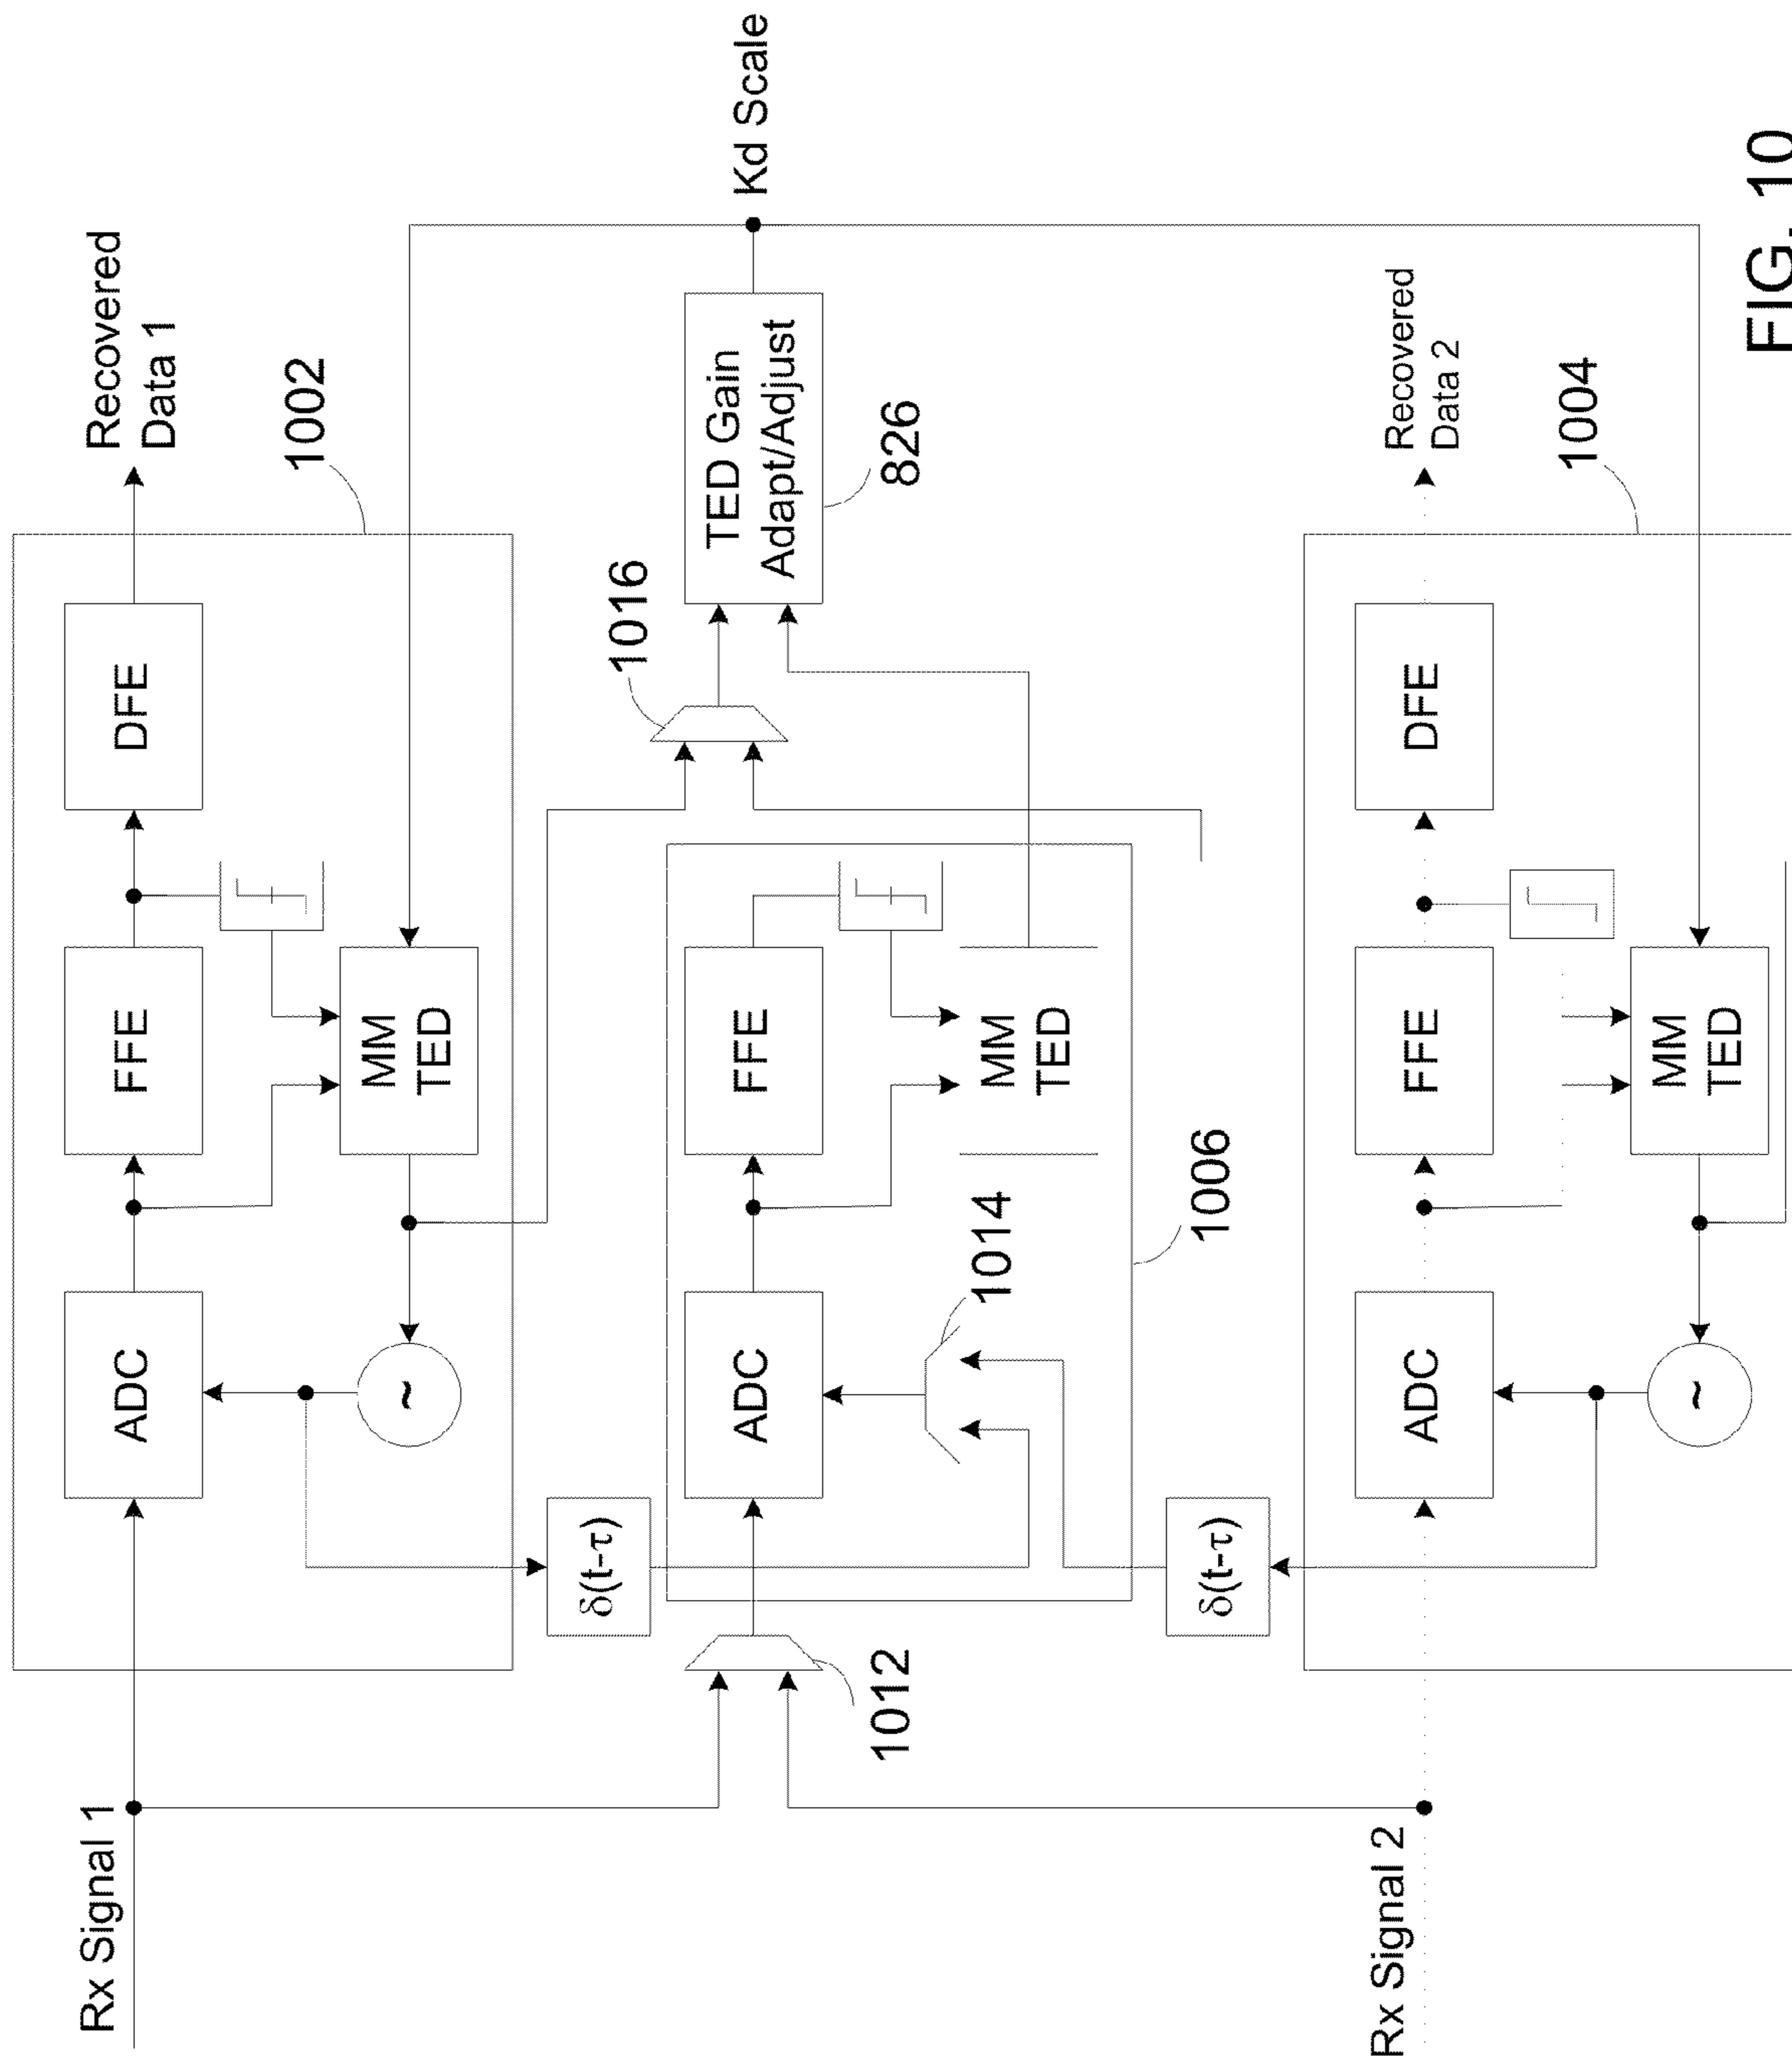 Rx Signal 1
ADC
FFE
DFE
Recovered
Data 1
~
MM
TED
1002
δ(t-τ)
1012
ADC
FFE
MM
TED
1014
1006
1016
TED Gain
Adapt/Adjust
826
Kd Scale
δ(t-τ)
Rx Signal 2
ADC
FFE
DFE
Recovered
Data 2
~
MM
TED
1004
FIG. 10